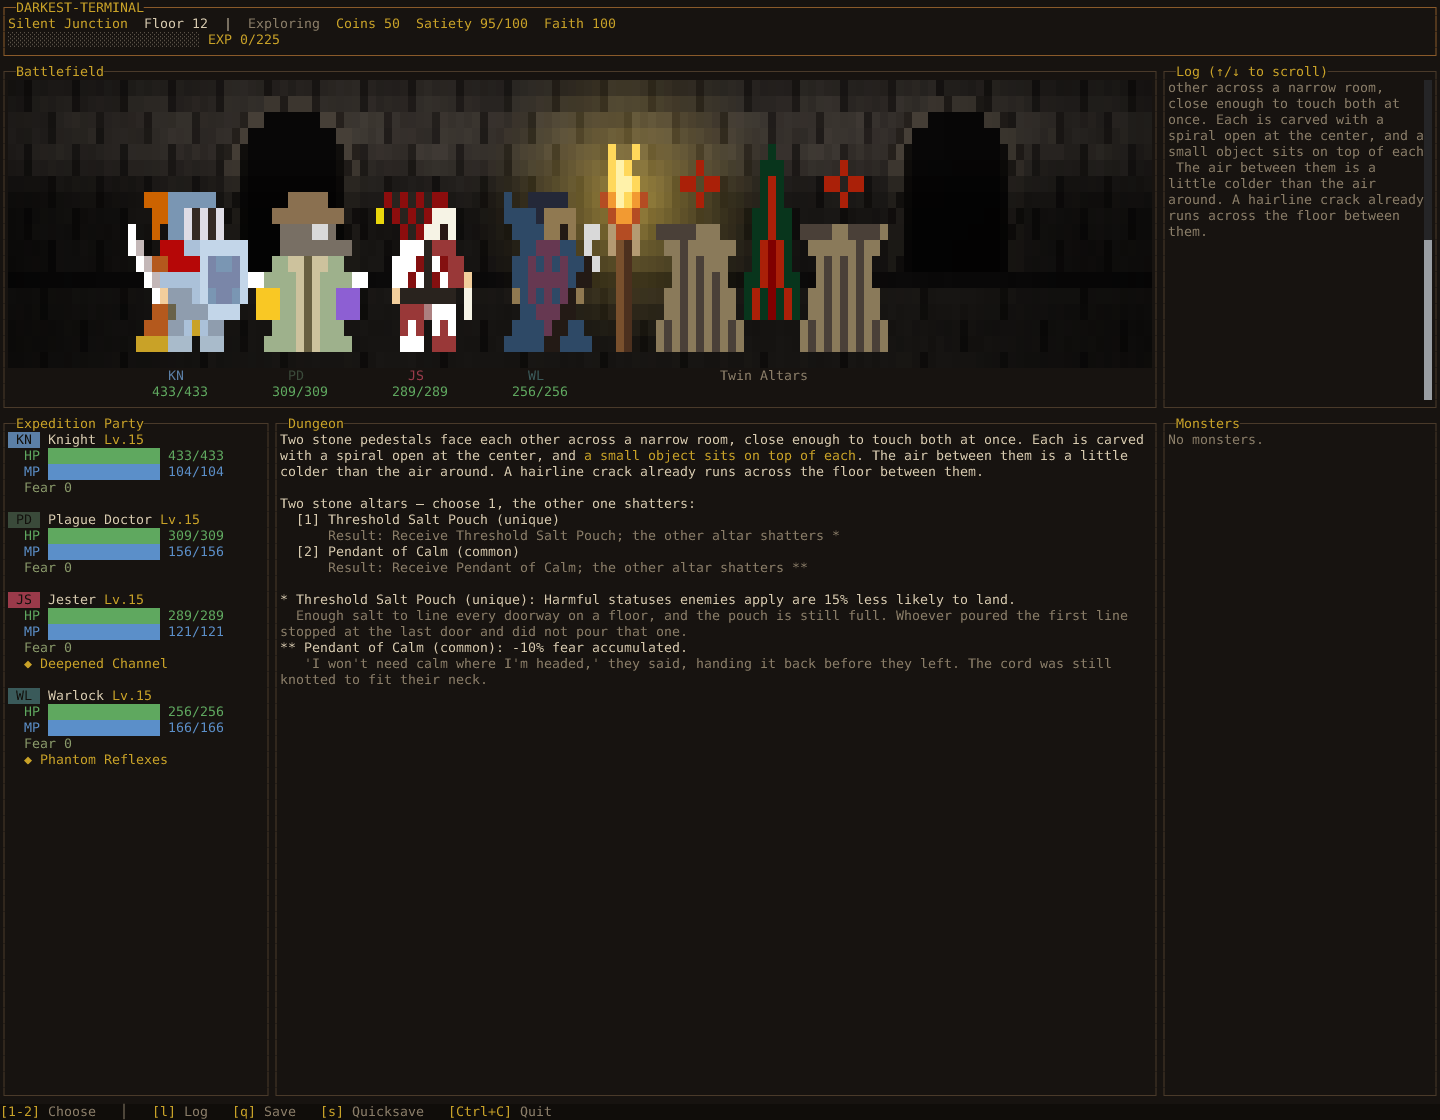 DARKEST-TERMINAL
Silent Junction  Floor 12  |  Exploring  Coins 50  Satiety 95/100  Faith 100
EXP 0/225
Battlefield
KN PD JS WL Twin Altars
433/433 309/309 289/289 256/256
Log (↑/↓ to scroll)
other across a narrow room,
close enough to touch both at
once. Each is carved with a
spiral open at the center, and a
small object sits on top of each
The air between them is a
little colder than the air
around. A hairline crack already
runs across the floor between
them.
Expedition Party
KN Knight Lv.15
HP 433/433
MP 104/104
Fear 0
PD Plague Doctor Lv.15
HP 309/309
MP 156/156
Fear 0
JS Jester Lv.15
HP 289/289
MP 121/121
Fear 0
◆ Deepened Channel
WL Warlock Lv.15
HP 256/256
MP 166/166
Fear 0
◆ Phantom Reflexes
Dungeon
Two stone pedestals face each other across a narrow room, close enough to touch both at once. Each is carved
with a spiral open at the center, and a small object sits on top of each. The air between them is a little
colder than the air around. A hairline crack already runs across the floor between them.
Two stone altars — choose 1, the other one shatters:
[1] Threshold Salt Pouch (unique)
Result: Receive Threshold Salt Pouch; the other altar shatters *
[2] Pendant of Calm (common)
Result: Receive Pendant of Calm; the other altar shatters **
* Threshold Salt Pouch (unique): Harmful statuses enemies apply are 15% less likely to land.
Enough salt to line every doorway on a floor, and the pouch is still full. Whoever poured the first line
stopped at the last door and did not pour that one.
** Pendant of Calm (common): -10% fear accumulated.
'I won't need calm where I'm headed,' they said, handing it back before they left. The cord was still
knotted to fit their neck.
Monsters
No monsters.
[1-2] Choose | [l] Log [q] Save [s] Quicksave [Ctrl+C] Quit